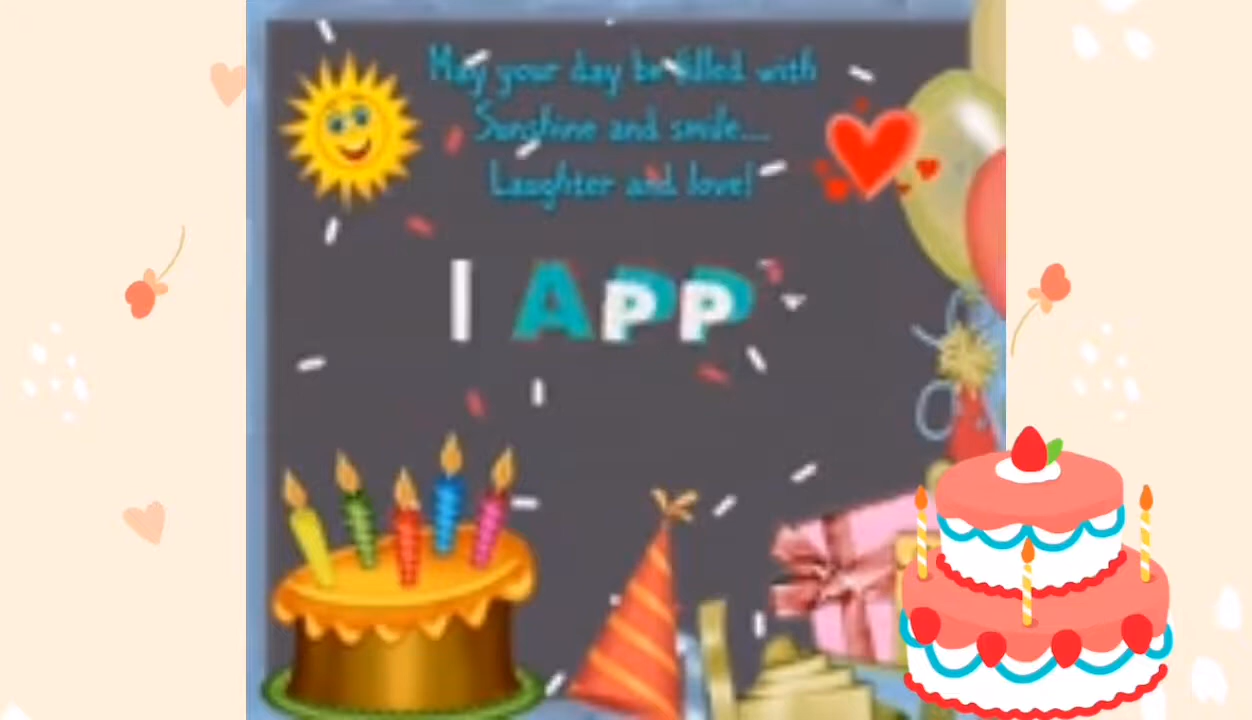 May your day be filled with
Sunshine and smile....
Laughter and love!
I APP